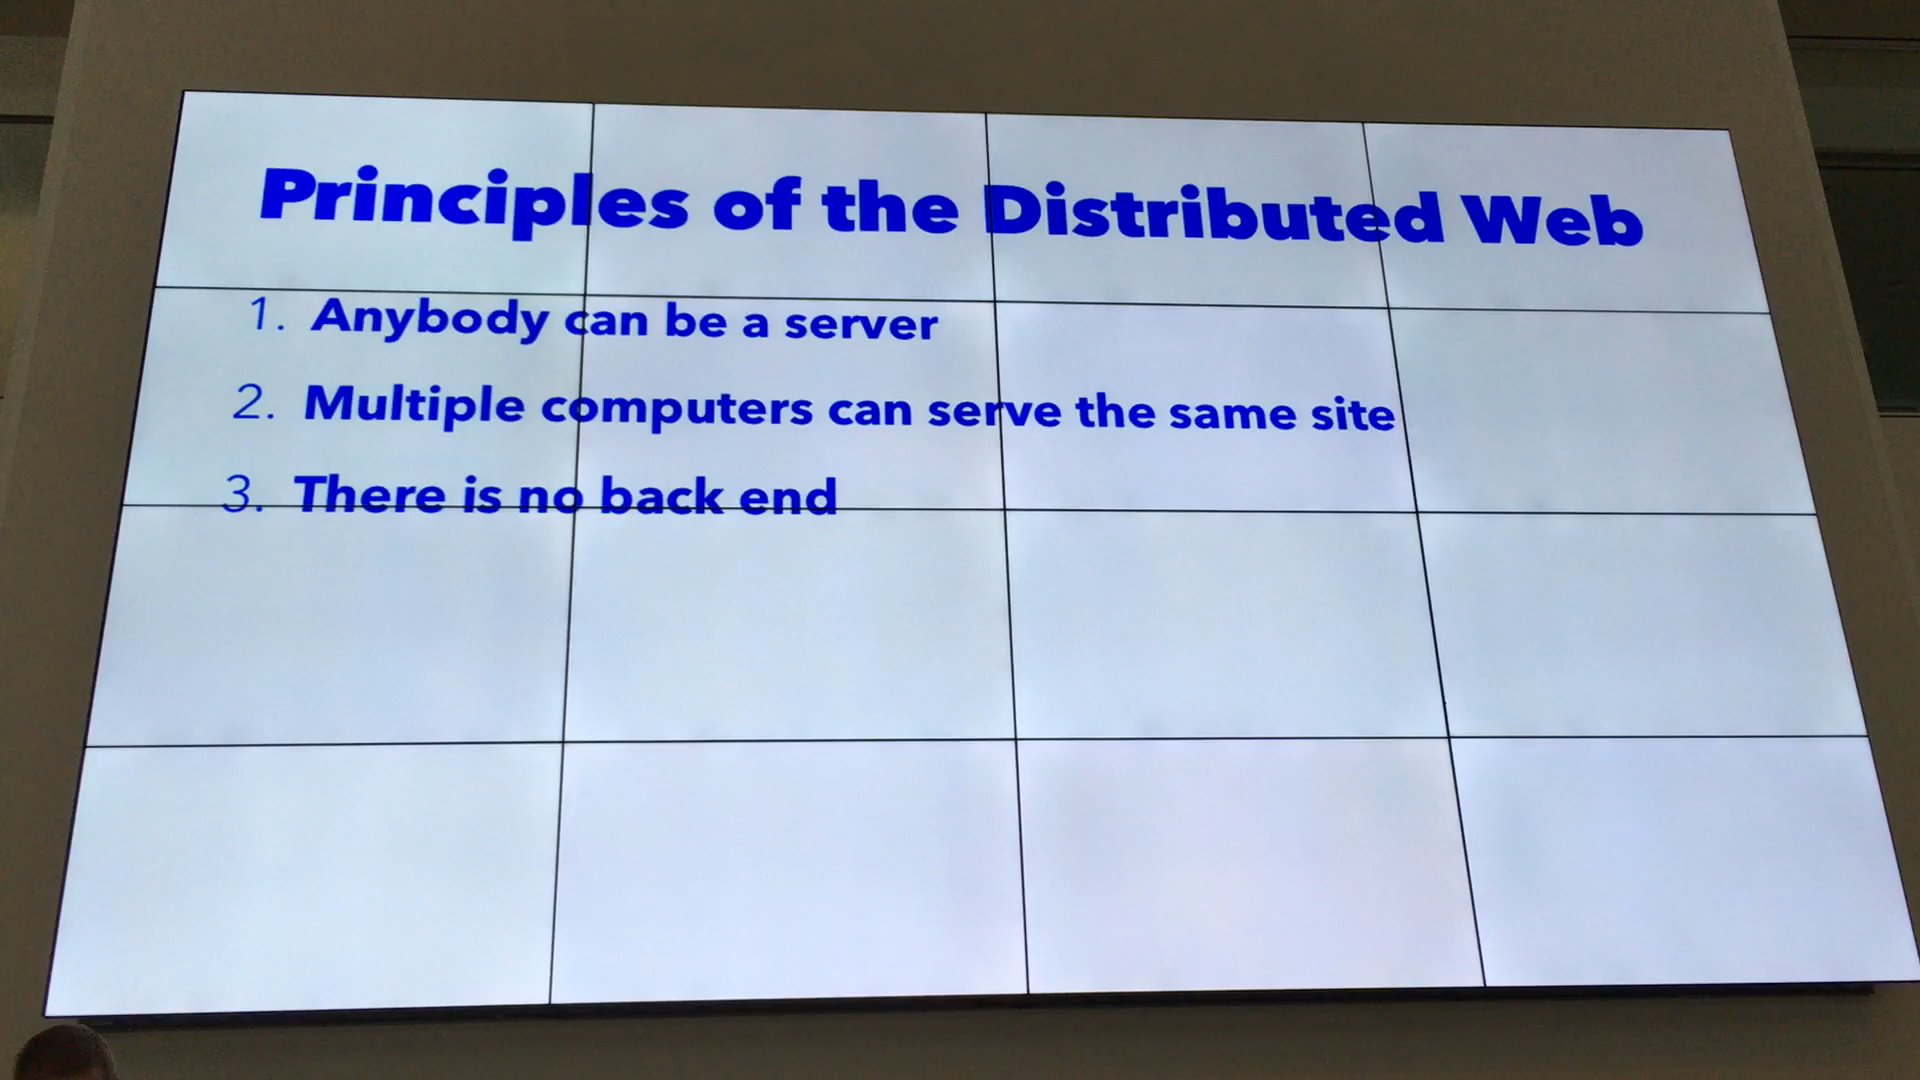 Principles of the Distributed Web
1. Anybody can be a server
2. Multiple computers can serve the same site
3. There is no back end